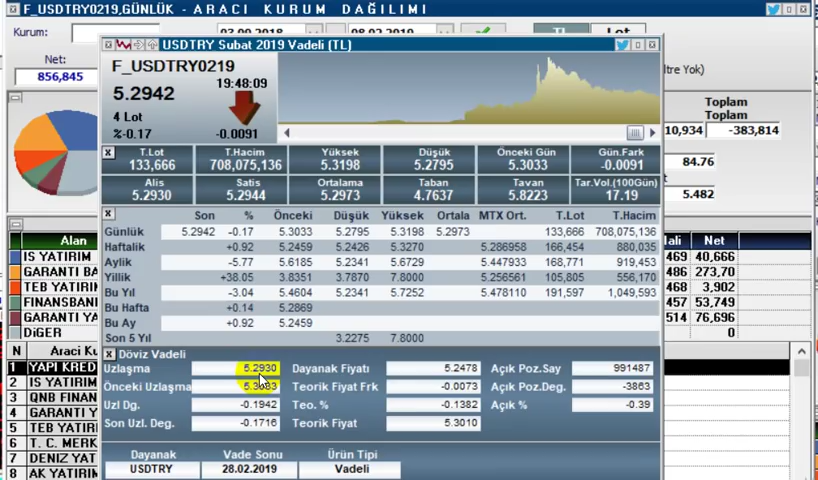 F_USDTRY0219,GÜNLÜK - ARACI KURUM DAĞILIMI
Kurum: 03.09.2018 08.02.2019 TL Lot
USDTRY Subat 2019 Vadeli (TL)
Net:
856,845
F_USDTRY0219
5.2942
19:48:09
4 Lot
%-0.17 -0.0091
ltre Yok)
Toplam
Toplam
10,934 -383,814
84.76
5.482
T.Lot T.Hacim Yüksek Düşük Önceki Gün Gün.Fark
133,666 708,075,136 5.3198 5.2795 5.3033 -0.0091
Alis Satis Ortalama Taban Tavan Tar.Vol.(100Gün)
5.2930 5.2944 5.2973 4.7637 5.8223 17.19
Son % Önceki Düşük Yüksek Ortala MTX Ort. T.Lot T.Hacim
Günlük 5.2942 -0.17 5.3033 5.2795 5.3198 5.2973 133,666 708,075,136
Haftalik +0.92 5.2459 5.2426 5.3270 5.286958 166,454 880,035
Aylik -5.77 5.6185 5.2341 5.6729 5.447933 168,771 919,453
Yillik +38.05 3.8351 3.7870 7.8000 5.256561 105,805 556,170
Bu Yıl -3.04 5.4604 5.2341 5.7252 5.478110 191,597 1,049,593
Bu Hafta +0.14 5.2869
Bu Ay +0.92 5.2459
Son 5 Yıl 3.2275 7.8000
Alan
IS YATIRIM
GARANTI BA
TEB YATIRIM
FINANSBANI
GARANTI YA
DiGER
Net
469 40,666
486 273,70
457 3,902
457 53,749
514 76,696
0
Döviz Vadeli
Uzlaşma 5.2930 Dayanak Fiyatı 5.2478 Açık Poz.Say 991487
Önceki Uzlaşma Teorik Fiyat Frk -0.0073 Açık Poz.Deg. -3863
Uzl Dg. -0.1942 Teo. % -0.1382 Açık % -0.39
Son Uzl. Deg. -0.1716 Teorik Fiyat 5.3010
Dayanak Vade Sonu Ürün Tipi
USDTRY 28.02.2019 Vadeli
N Araci Ku
1 YAPI KRED
2 IS YATIRIM
3 QNB FINAN
4 GARANTI Y
5 TEB YATIR
6 T. C. MERK
7 DENIZ YAT
8 AK YATIRIM